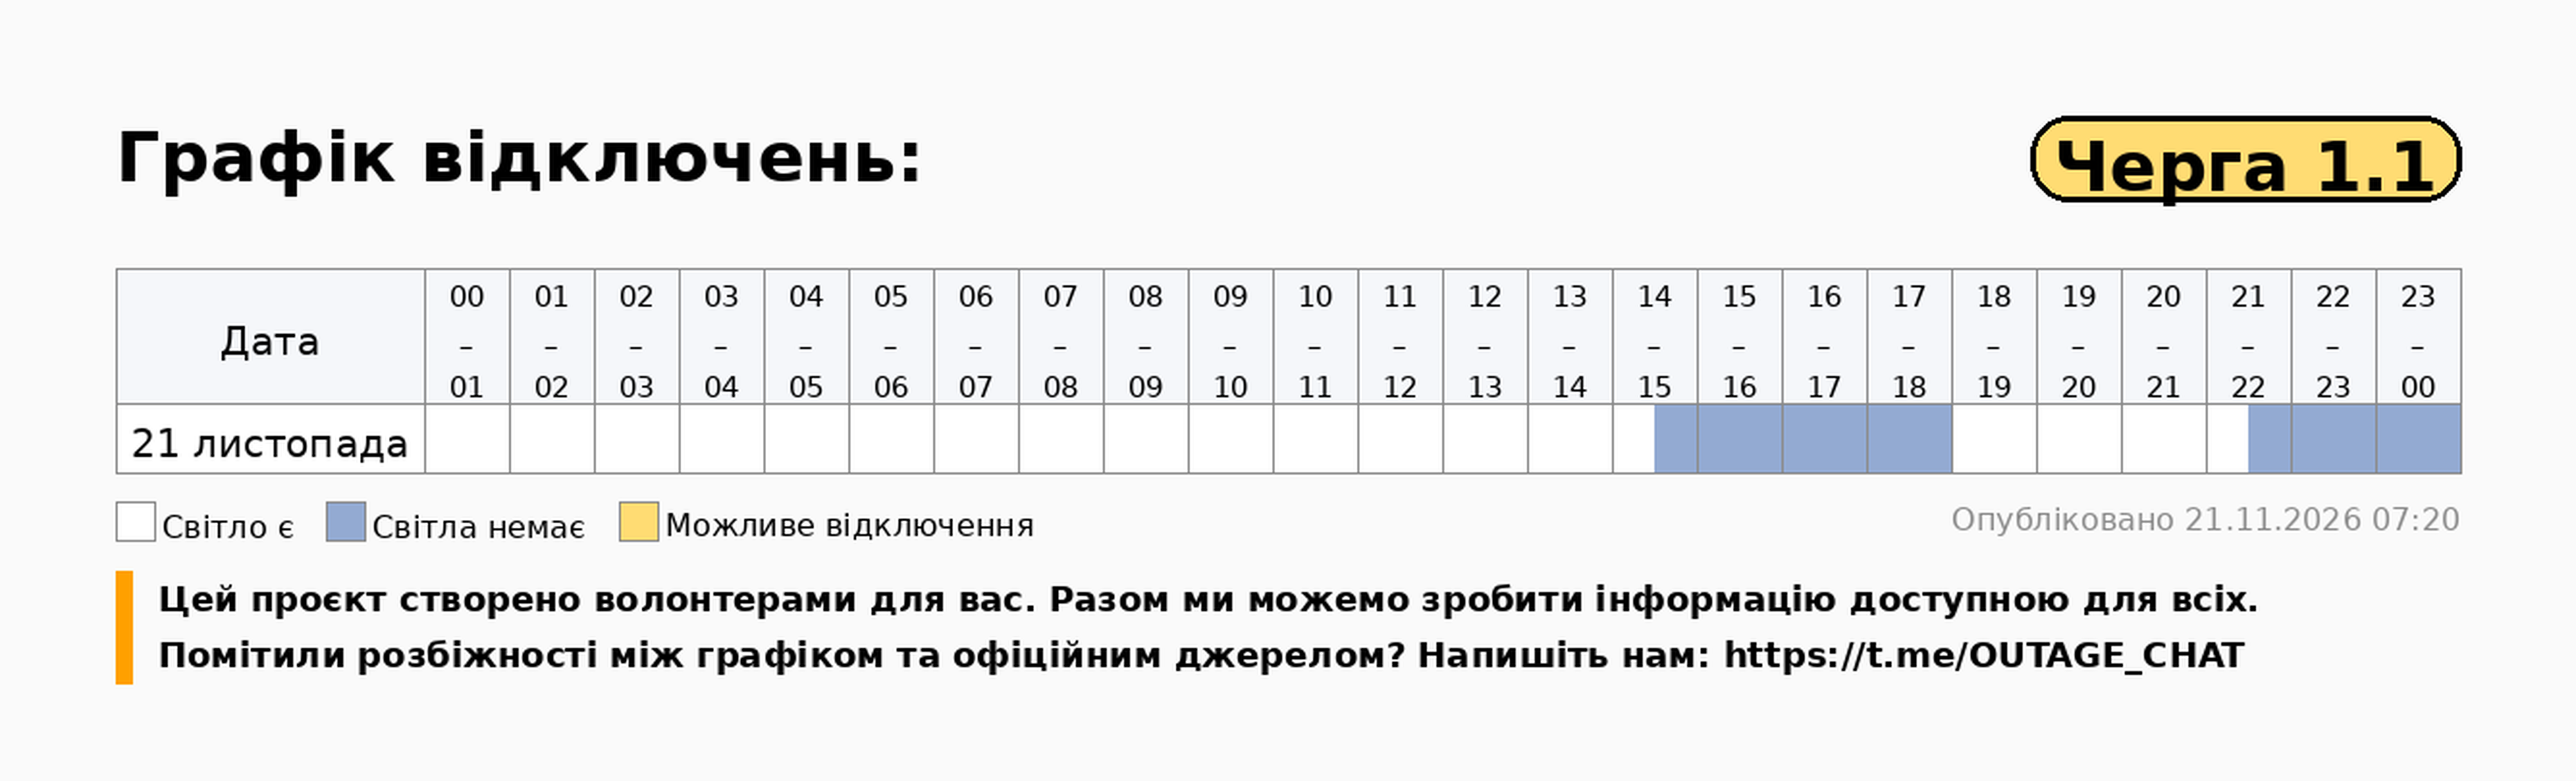 Графік відключень:
Черга 1.1
Дата
00 – 01
01 – 02
02 – 03
03 – 04
04 – 05
05 – 06
06 – 07
07 – 08
08 – 09
09 – 10
10 – 11
11 – 12
12 – 13
13 – 14
14 – 15
15 – 16
16 – 17
17 – 18
18 – 19
19 – 20
20 – 21
21 – 22
22 – 23
23 – 00
21 листопада
Світло є
Світла немає
Можливе відключення
Опубліковано 21.11.2026 07:20
Цей проєкт створено волонтерами для вас. Разом ми можемо зробити інформацію доступною для всіх.
Помітили розбіжності між графіком та офіційним джерелом? Напишіть нам: https://t.me/OUTAGE_CHAT